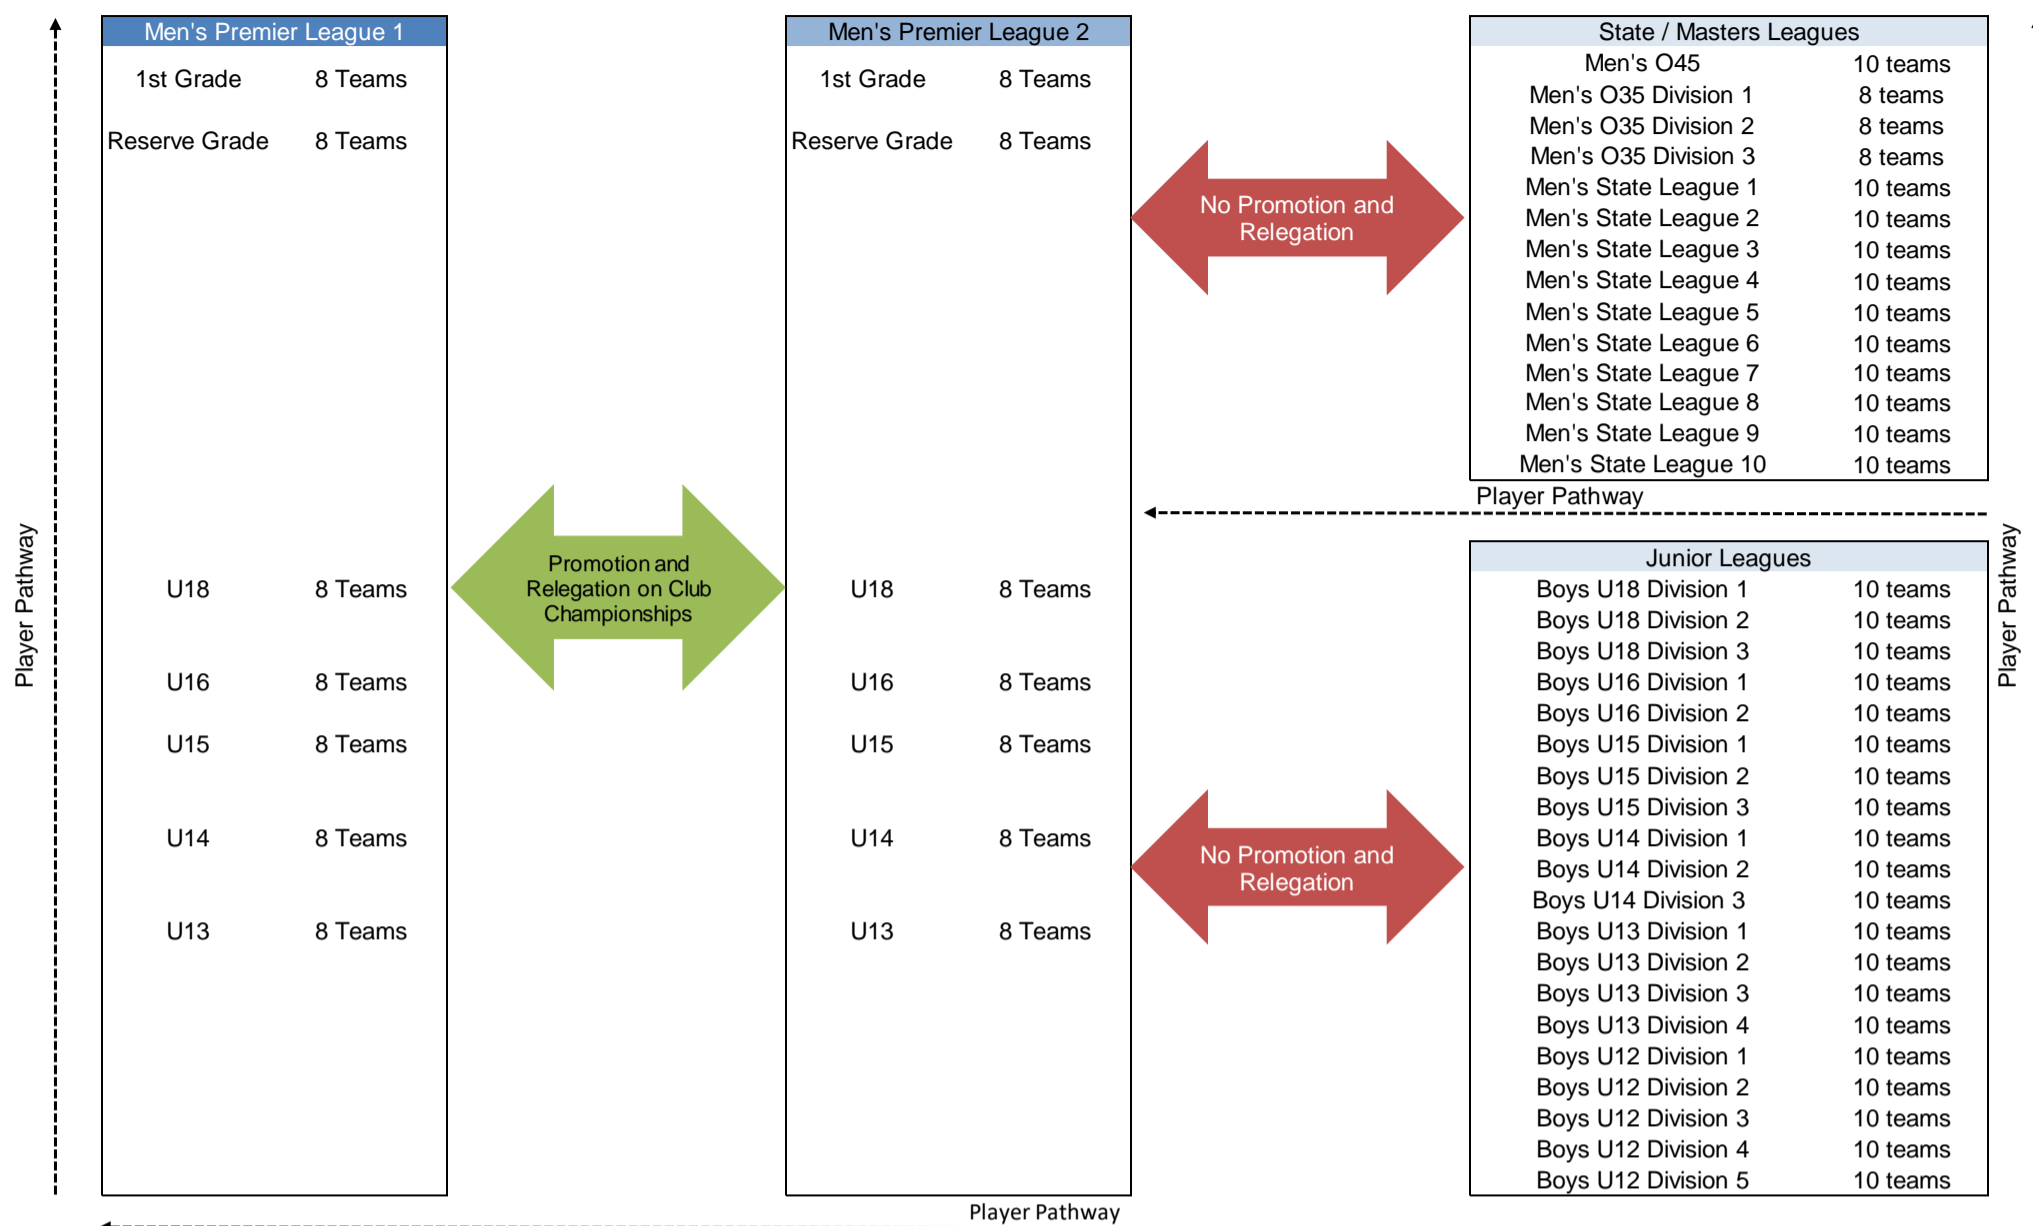 Men's Premier League 1
1st Grade 8 Teams
Reserve Grade 8 Teams
U18 8 Teams
U16 8 Teams
U15 8 Teams
U14 8 Teams
U13 8 Teams
Player Pathway
Promotion and
Relegation on Club
Championships
Men's Premier League 2
1st Grade 8 Teams
Reserve Grade 8 Teams
U18 8 Teams
U16 8 Teams
U15 8 Teams
U14 8 Teams
U13 8 Teams
No Promotion and
Relegation
No Promotion and
Relegation
State / Masters Leagues
Men's O45 10 teams
Men's O35 Division 1 8 teams
Men's O35 Division 2 8 teams
Men's O35 Division 3 8 teams
Men's State League 1 10 teams
Men's State League 2 10 teams
Men's State League 3 10 teams
Men's State League 4 10 teams
Men's State League 5 10 teams
Men's State League 6 10 teams
Men's State League 7 10 teams
Men's State League 8 10 teams
Men's State League 9 10 teams
Men's State League 10 10 teams
Player Pathway
Junior Leagues
Boys U18 Division 1 10 teams
Boys U18 Division 2 10 teams
Boys U18 Division 3 10 teams
Boys U16 Division 1 10 teams
Boys U16 Division 2 10 teams
Boys U15 Division 1 10 teams
Boys U15 Division 2 10 teams
Boys U15 Division 3 10 teams
Boys U14 Division 1 10 teams
Boys U14 Division 2 10 teams
Boys U14 Division 3 10 teams
Boys U13 Division 1 10 teams
Boys U13 Division 2 10 teams
Boys U13 Division 3 10 teams
Boys U13 Division 4 10 teams
Boys U12 Division 1 10 teams
Boys U12 Division 2 10 teams
Boys U12 Division 3 10 teams
Boys U12 Division 4 10 teams
Boys U12 Division 5 10 teams
Player Pathway
Player Pathway